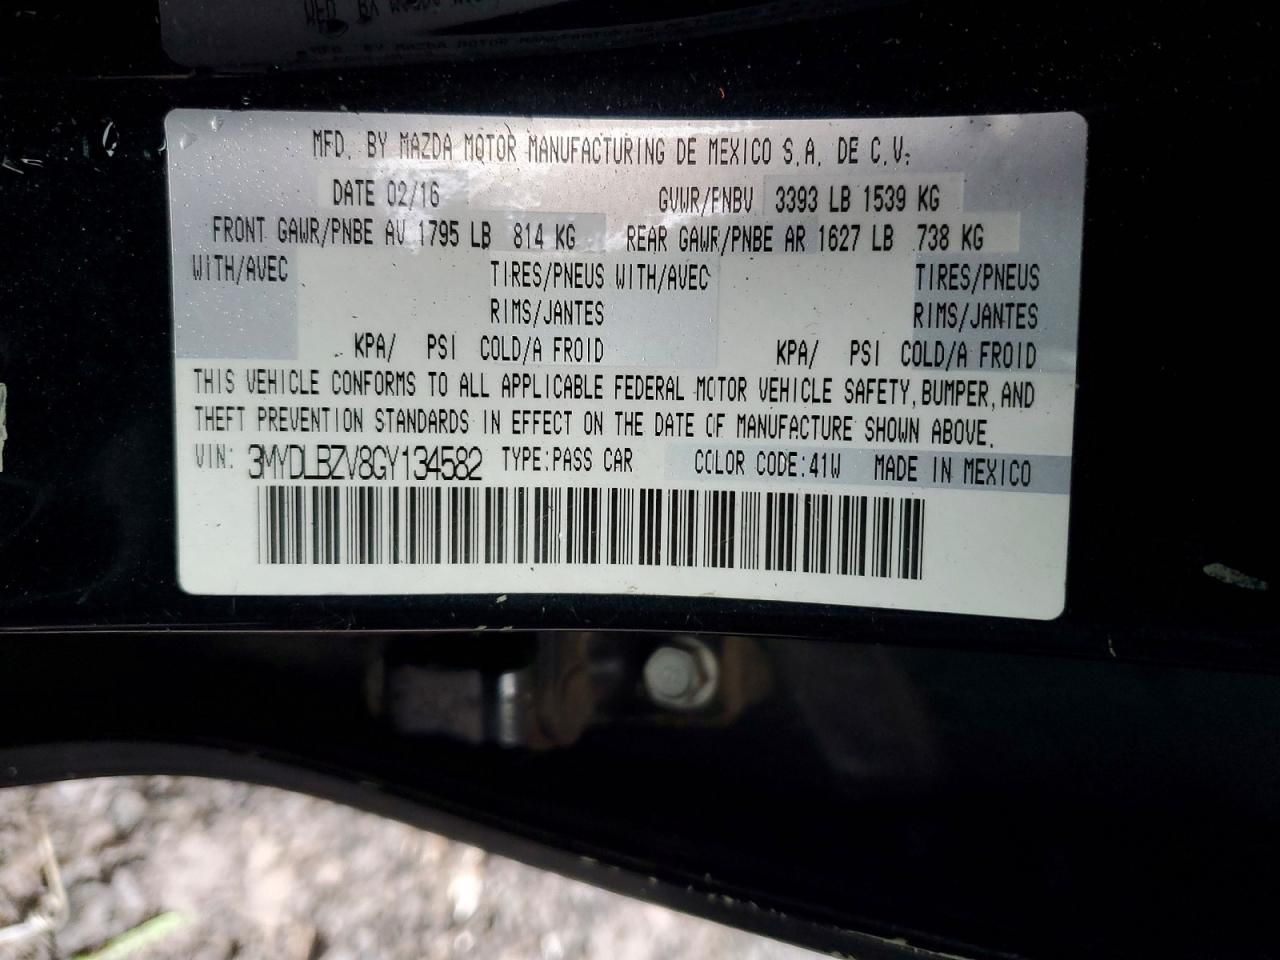 MFD. BY MAZDA MOTOR MANUFACTURING DE MEXICO S.A. DE C.V.
DATE 02/16 GVWR/PNBV 3393 LB 1539 KG
FRONT GAWR/PNBE AV 1795 LB 814 KG REAR GAWR/PNBE AR 1627 LB 738 KG
WITH/AVEC TIRES/PNEUS WITH/AVEC TIRES/PNEUS
RIMS/JANTES RIMS/JANTES
KPA/ PSI COLD/A FROID KPA/ PSI COLD/A FROID
THIS VEHICLE CONFORMS TO ALL APPLICABLE FEDERAL MOTOR VEHICLE SAFETY, BUMPER, AND
THEFT PREVENTION STANDARDS IN EFFECT ON THE DATE OF MANUFACTURE SHOWN ABOVE.
VIN: 3MYDLBZV8GY134582 TYPE:PASS CAR COLOR CODE:41W MADE IN MEXICO